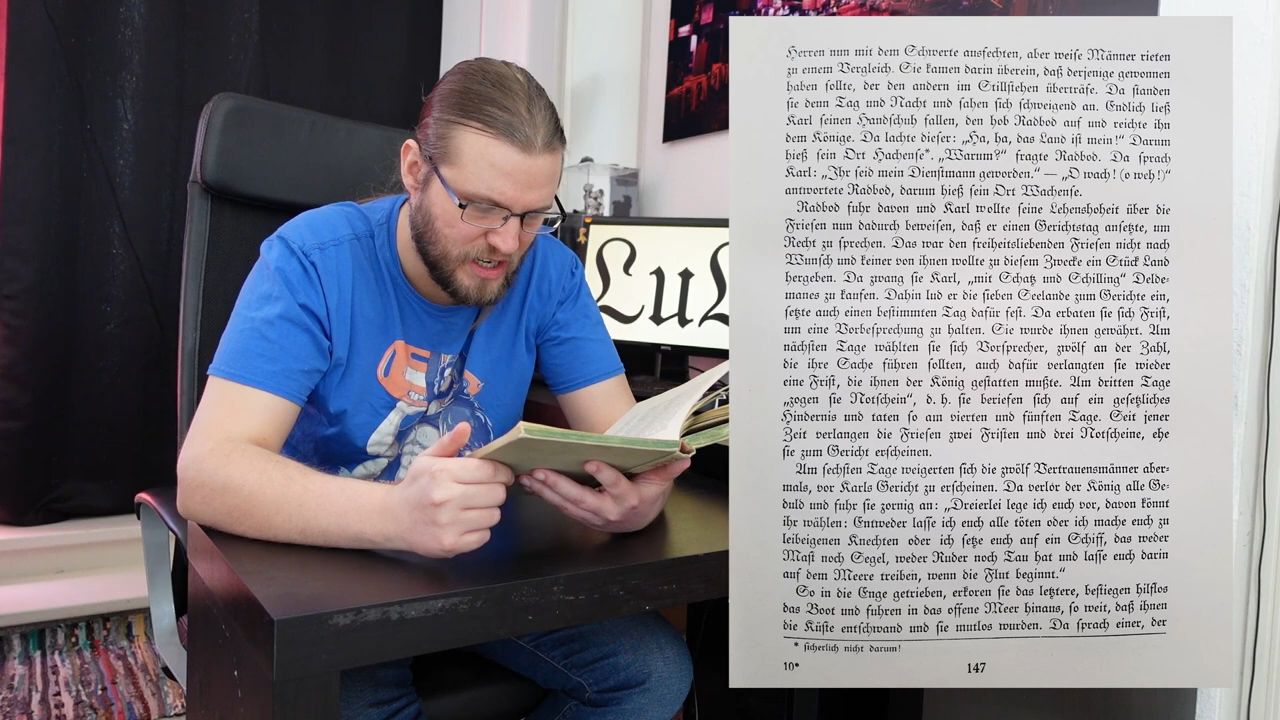 LuL
Herren nun mit dem Schwerte ausfechten, aber weise Männer rieten
zu einem Vergleich. Sie kamen darin überein, daß derjenige gewonnen
haben sollte, der den andern im Stillstehen überträfe. Da standen
sie denn Tag und Nacht und sahen sich schweigend an. Endlich ließ
Karl seinen Handschuh fallen, den hob Radbod auf und reichte ihn
dem Könige. Da lachte dieser: „Ha, ha, das Land ist mein!“ Darum
hieß sein Ort Hachense*. „Warum?“ fragte Radbod. Da sprach
Karl: „Ihr seid mein Dienstmann geworden.“ — „O wach! (o weh!)“
antwortete Radbod, darum hieß sein Ort Wachense.
Radbod fuhr davon und Karl wollte seine Lehenshoheit über die
Friesen nun dadurch beweisen, daß er einen Gerichtstag ansetzte, um
Recht zu sprechen. Das war den freiheitsliebenden Friesen nicht nach
Wunsch und keiner von ihnen wollte zu diesem Zwecke ein Stück Land
hergeben. Da zwang sie Karl, „mit Schatz und Schilling“ Delde-
manes zu kaufen. Dahin lud er die sieben Seelande zum Gerichte ein,
setzte auch einen bestimmten Tag dafür fest. Da erbaten sie sich Frist,
um eine Vorbesprechung zu halten. Sie wurde ihnen gewährt. Am
nächsten Tage wählten sie sich Vorsprecher, zwölf an der Zahl,
die ihre Sache führen sollten, auch dafür verlangten sie wieder
eine Frist, die ihnen der König gestatten mußte. Am dritten Tage
„zogen sie Notschein“, d. h. sie beriefen sich auf ein gesetzliches
Hindernis und taten so am vierten und fünften Tage. Seit jener
Zeit verlangen die Friesen zwei Fristen und drei Notscheine, ehe
sie zum Gericht erscheinen.
Am sechsten Tage weigerten sich die zwölf Vertrauensmänner aber-
mals, vor Karls Gericht zu erscheinen. Da verlor der König alle Ge-
duld und fuhr sie zornig an: „Dreierlei lege ich euch vor, davon könnt
ihr wählen: Entweder lasse ich euch alle töten oder ich mache euch zu
leibeigenen Knechten oder ich setze euch auf ein Schiff, das weder
Mast noch Segel, weder Ruder noch Tau hat und lasse euch darin
auf dem Meere treiben, wenn die Flut beginnt.“
So in die Enge getrieben, erkoren sie das letztere, bestiegen hilflos
das Boot und fuhren in das offene Meer hinaus, so weit, daß ihnen
die Küste entschwand und sie mutlos wurden. Da sprach einer, der
* sicherlich nicht darum!
10* 147